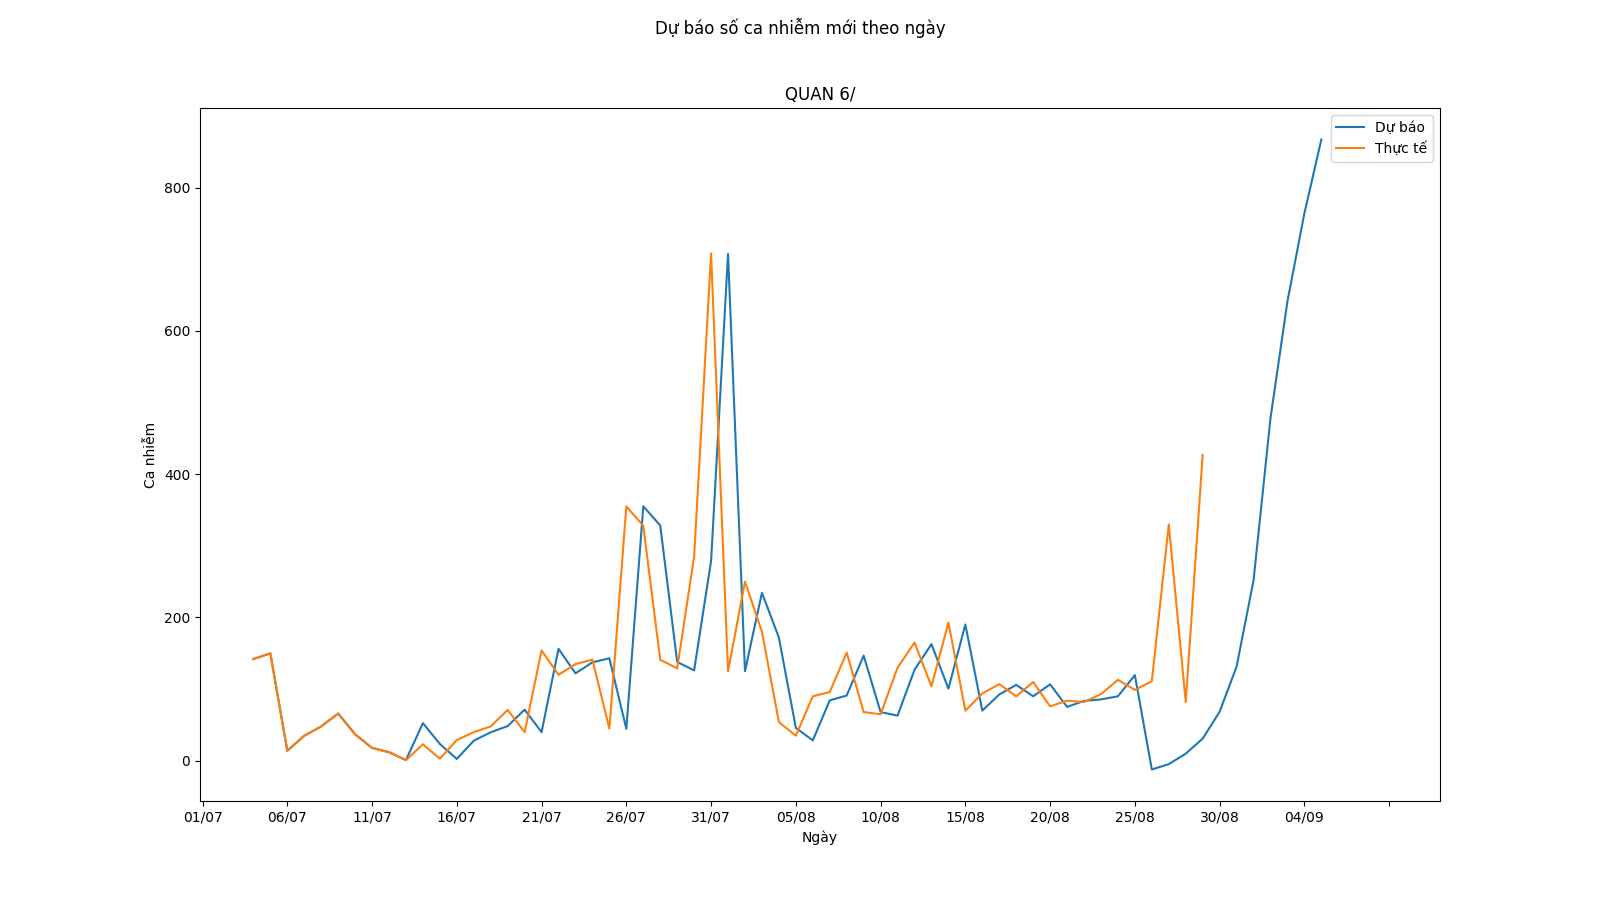 Dự báo số ca nhiễm mới theo ngày
QUAN 6/
Dự báo
Thực tế
800
600
400
200
0
Ca nhiễm
01/07 06/07 11/07 16/07 21/07 26/07 31/07 05/08 10/08 15/08 20/08 25/08 30/08 04/09
Ngày